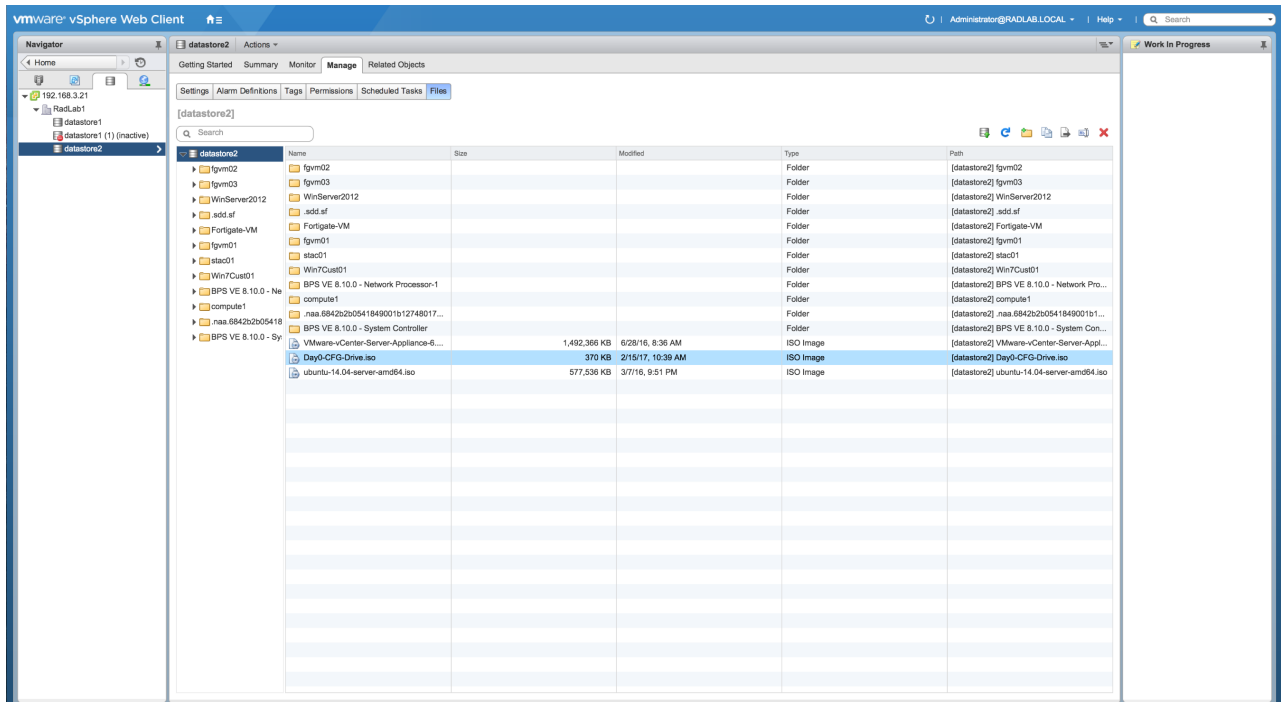 vmware® vSphere Web Client
Administrator@RADLAB.LOCAL | Help | Search
Navigator
Home
192.168.3.21
RadLab1
datastore1
datastore1 (1) (inactive)
datastore2
datastore2 Actions
Getting Started Summary Monitor Manage Related Objects
Settings Alarm Definitions Tags Permissions Scheduled Tasks Files
[datastore2]
Search
datastore2
fgvm02
fgvm03
WinServer2012
.sdd.sf
Fortigate-VM
fgvm01
stac01
Win7Cust01
BPS VE 8.10.0 - Ne
compute1
.naa.6842b2b05418
BPS VE 8.10.0 - Sy
Name Size Modified Type Path
fgvm02 Folder [datastore2] fgvm02
fgvm03 Folder [datastore2] fgvm03
WinServer2012 Folder [datastore2] WinServer2012
.sdd.sf Folder [datastore2] .sdd.sf
Fortigate-VM Folder [datastore2] Fortigate-VM
fgvm01 Folder [datastore2] fgvm01
stac01 Folder [datastore2] stac01
Win7Cust01 Folder [datastore2] Win7Cust01
BPS VE 8.10.0 - Network Processor-1 Folder [datastore2] BPS VE 8.10.0 - Network Pro...
compute1 Folder [datastore2] compute1
.naa.6842b2b0541849001b12748017... Folder [datastore2] .naa.6842b2b0541849001b1...
BPS VE 8.10.0 - System Controller Folder [datastore2] BPS VE 8.10.0 - System Con...
VMware-vCenter-Server-Appliance-6.... 1,492,366 KB 6/28/16, 8:36 AM ISO Image [datastore2] VMware-vCenter-Server-Appl...
Day0-CFG-Drive.iso 370 KB 2/15/17, 10:39 AM ISO Image [datastore2] Day0-CFG-Drive.iso
ubuntu-14.04-server-amd64.iso 577,536 KB 3/7/16, 9:51 PM ISO Image [datastore2] ubuntu-14.04-server-amd64.iso
Work In Progress